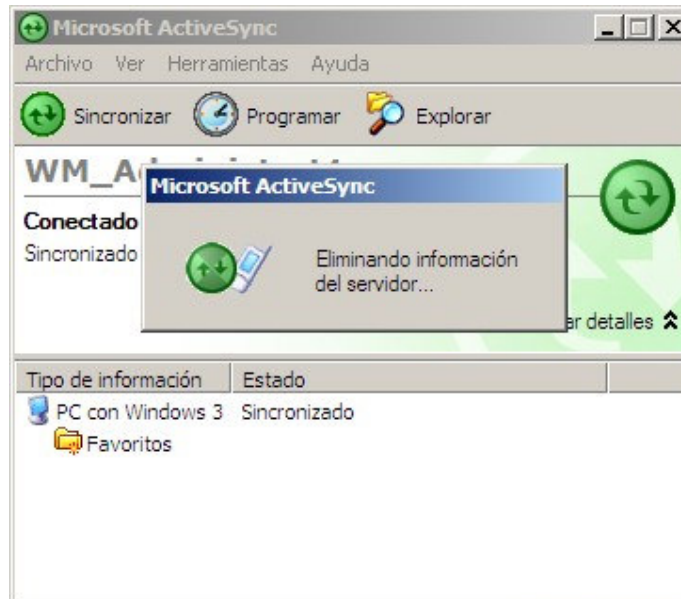 Microsoft ActiveSync
Archivo Ver Herramientas Ayuda
Sincronizar Programar Explorar
Microsoft ActiveSync
Conectado
Sincronizado
Eliminando información
del servidor...
detalles
Tipo de información Estado
PC con Windows 3 Sincronizado
Favoritos